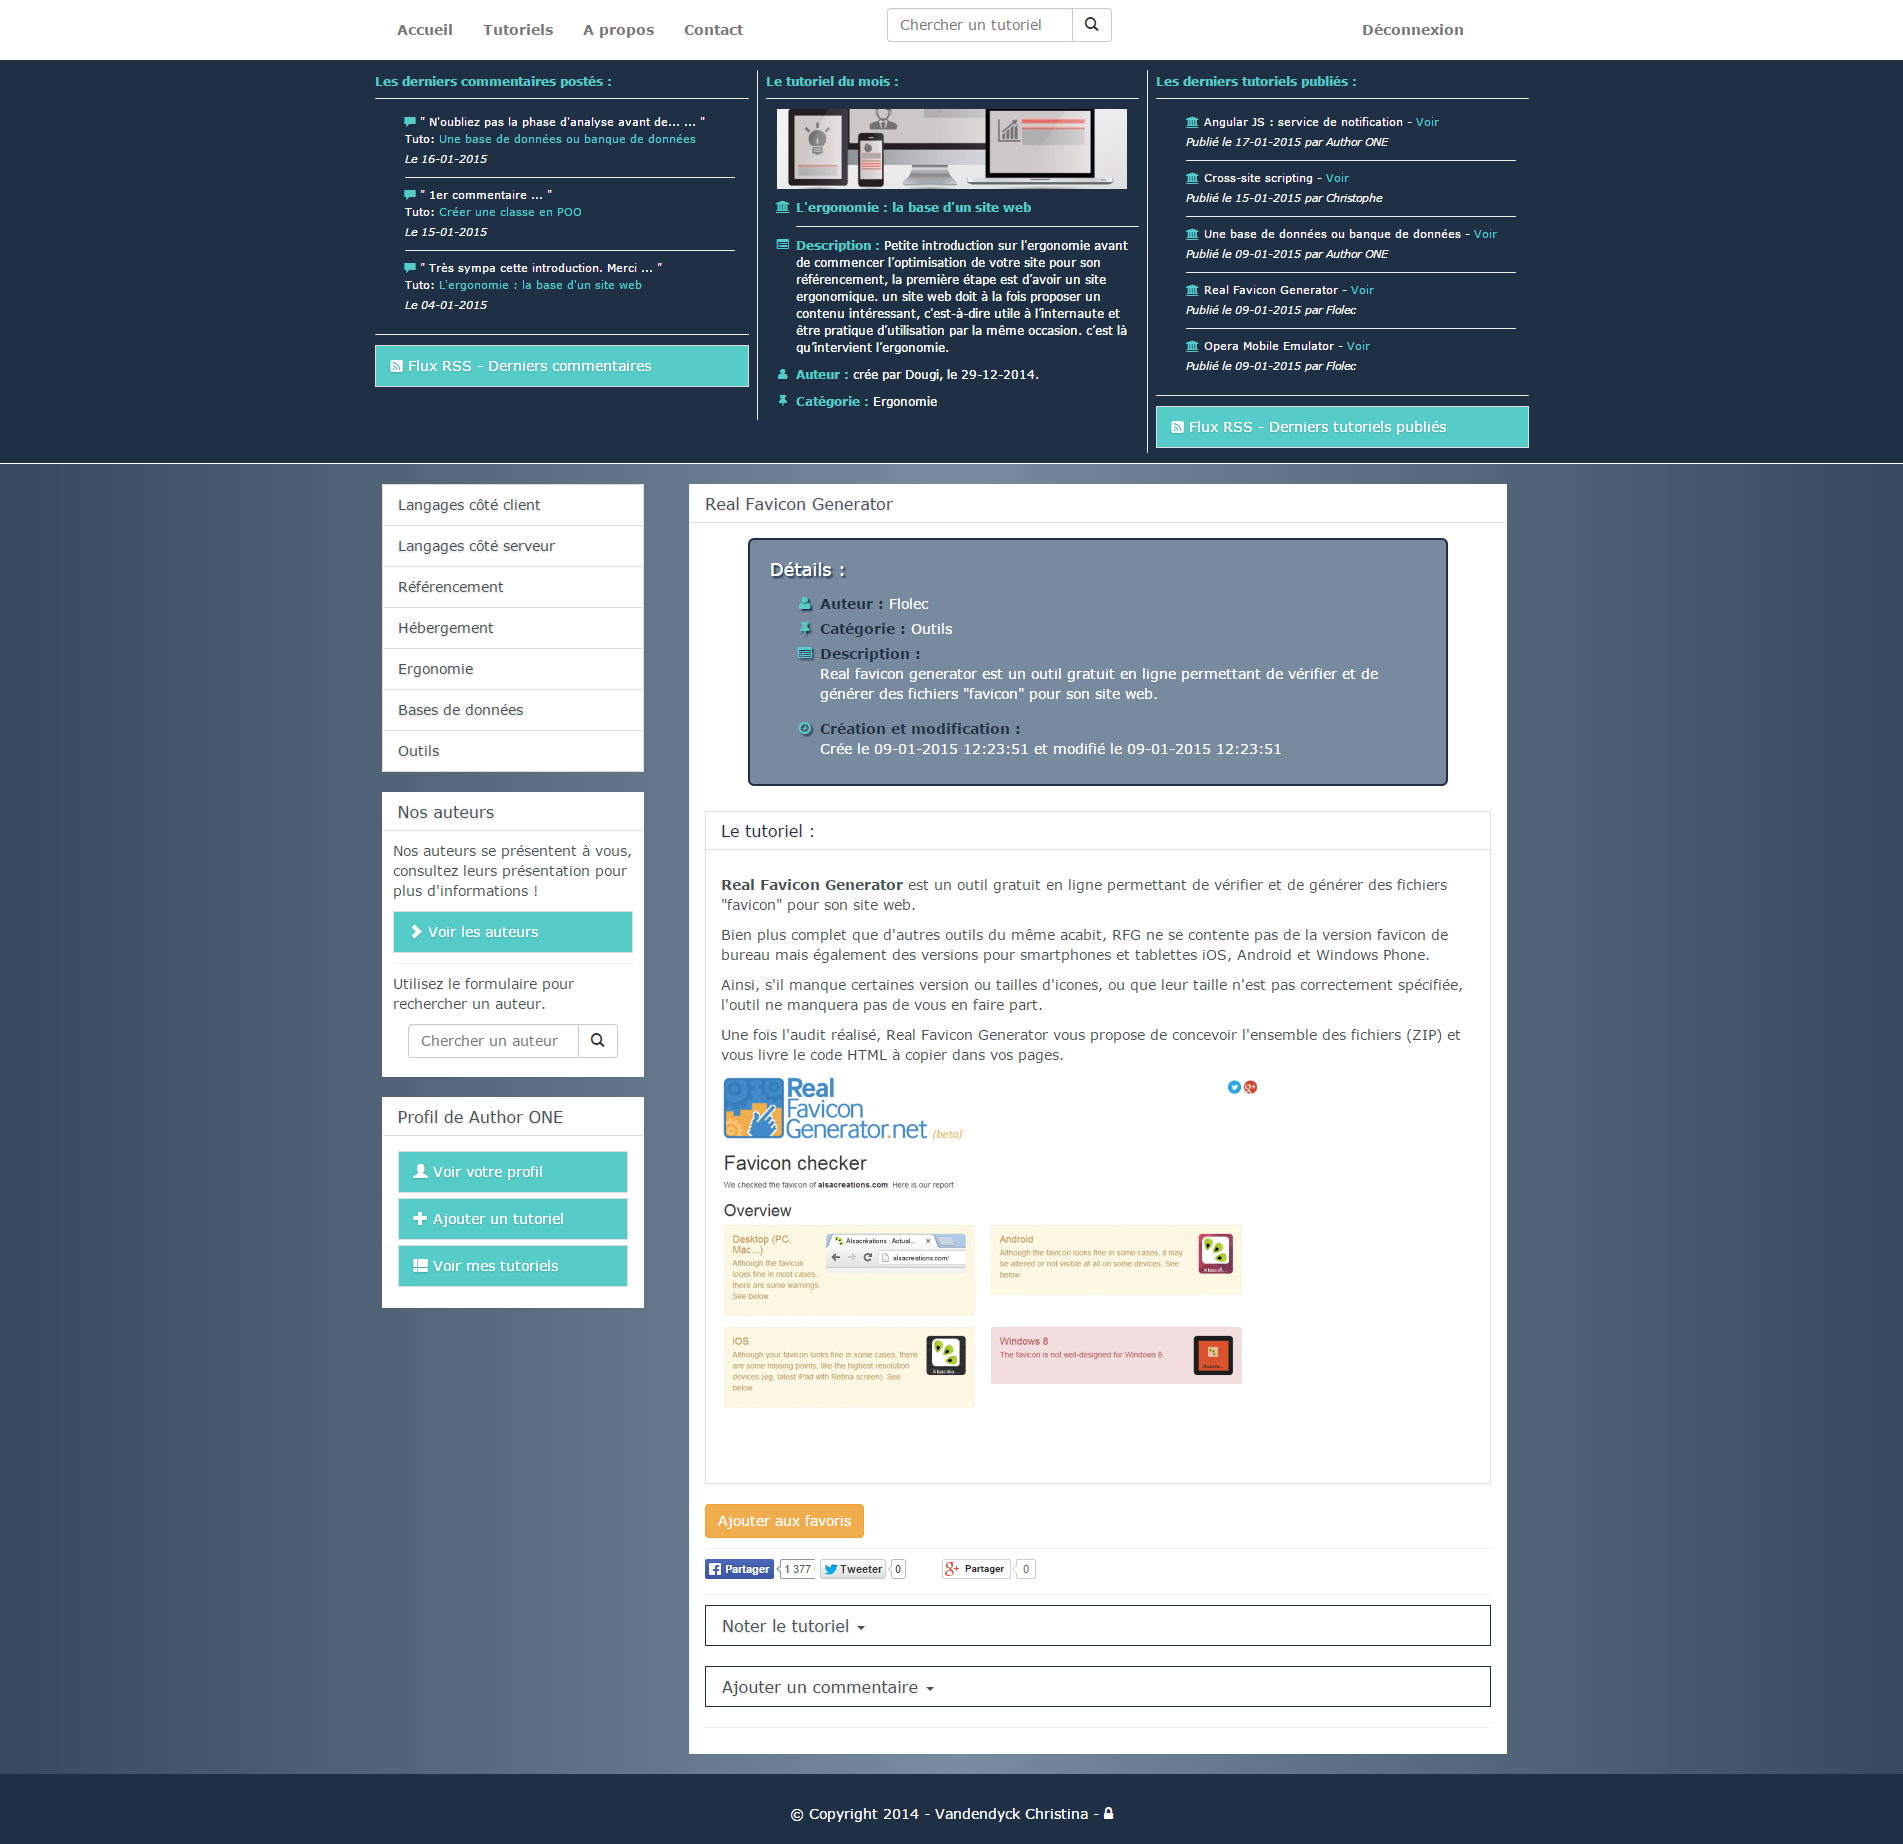 Accueil Tutoriels A propos Contact Chercher un tutoriel Déconnexion
Les derniers commentaires postés :
" N'oubliez pas la phase d'analyse avant de... ... "
Tuto: Une base de données ou banque de données
Le 16-01-2015
" 1er commentaire ... "
Tuto: Créer une classe en POO
Le 15-01-2015
" Très sympa cette introduction. Merci ... "
Tuto: L'ergonomie : la base d'un site web
Le 04-01-2015
Flux RSS - Derniers commentaires
Le tutoriel du mois :
L'ergonomie : la base d'un site web
Description : Petite introduction sur l'ergonomie avant
de commencer l’optimisation de votre site pour son
référencement, la première étape est d’avoir un site
ergonomique. un site web doit à la fois proposer un
contenu intéressant, c'est-à-dire utile à l’internaute et
être pratique d’utilisation par la même occasion. c’est là
qu’intervient l’ergonomie.
Auteur : crée par Dougi, le 29-12-2014.
Catégorie : Ergonomie
Les derniers tutoriels publiés :
Angular JS : service de notification - Voir
Publié le 17-01-2015 par Author ONE
Cross-site scripting - Voir
Publié le 15-01-2015 par Christophe
Une base de données ou banque de données - Voir
Publié le 09-01-2015 par Author ONE
Real Favicon Generator - Voir
Publié le 09-01-2015 par Flolec
Opera Mobile Emulator - Voir
Publié le 09-01-2015 par Flolec
Flux RSS - Derniers tutoriels publiés
Langages côté client
Langages côté serveur
Référencement
Hébergement
Ergonomie
Bases de données
Outils
Nos auteurs
Nos auteurs se présentent à vous,
consultez leurs présentation pour
plus d'informations !
Voir les auteurs
Utilisez le formulaire pour
rechercher un auteur.
Chercher un auteur
Profil de Author ONE
Voir votre profil
Ajouter un tutoriel
Voir mes tutoriels
Real Favicon Generator
Détails :
Auteur : Flolec
Catégorie : Outils
Description :
Real favicon generator est un outil gratuit en ligne permettant de vérifier et de
générer des fichiers "favicon" pour son site web.
Création et modification :
Crée le 09-01-2015 12:23:51 et modifié le 09-01-2015 12:23:51
Le tutoriel :
Real Favicon Generator est un outil gratuit en ligne permettant de vérifier et de générer des fichiers
"favicon" pour son site web.
Bien plus complet que d'autres outils du même acabit, RFG ne se contente pas de la version favicon de
bureau mais également des versions pour smartphones et tablettes iOS, Android et Windows Phone.
Ainsi, s'il manque certaines version ou tailles d'icones, ou que leur taille n'est pas correctement spécifiée,
l'outil ne manquera pas de vous en faire part.
Une fois l'audit réalisé, Real Favicon Generator vous propose de concevoir l'ensemble des fichiers (ZIP) et
vous livre le code HTML à copier dans vos pages.
Real
Favicon
Generator.net (beta)
Favicon checker
We checked the favicon of alsacreations.com. Here is our report:
Overview
Desktop (PC,
Mac...)
Although the favicon
looks fine in most cases,
there are some warnings.
See below.
Alsacréations : Actual...
alsacreations.com/
Android
Although the favicon looks fine in some cases, it may
be altered or not visible at all on some devices. See
below.
iOS
Although your favicon looks fine in some cases, there
are some missing points, like the highest resolution
devices (eg. latest iPad with Retina screen). See
below.
Windows 8
The favicon is not well-designed for Windows 8.
Ajouter aux favoris
Partager 1 377 Tweeter 0 Partager 0
Noter le tutoriel
Ajouter un commentaire
© Copyright 2014 - Vandendyck Christina -